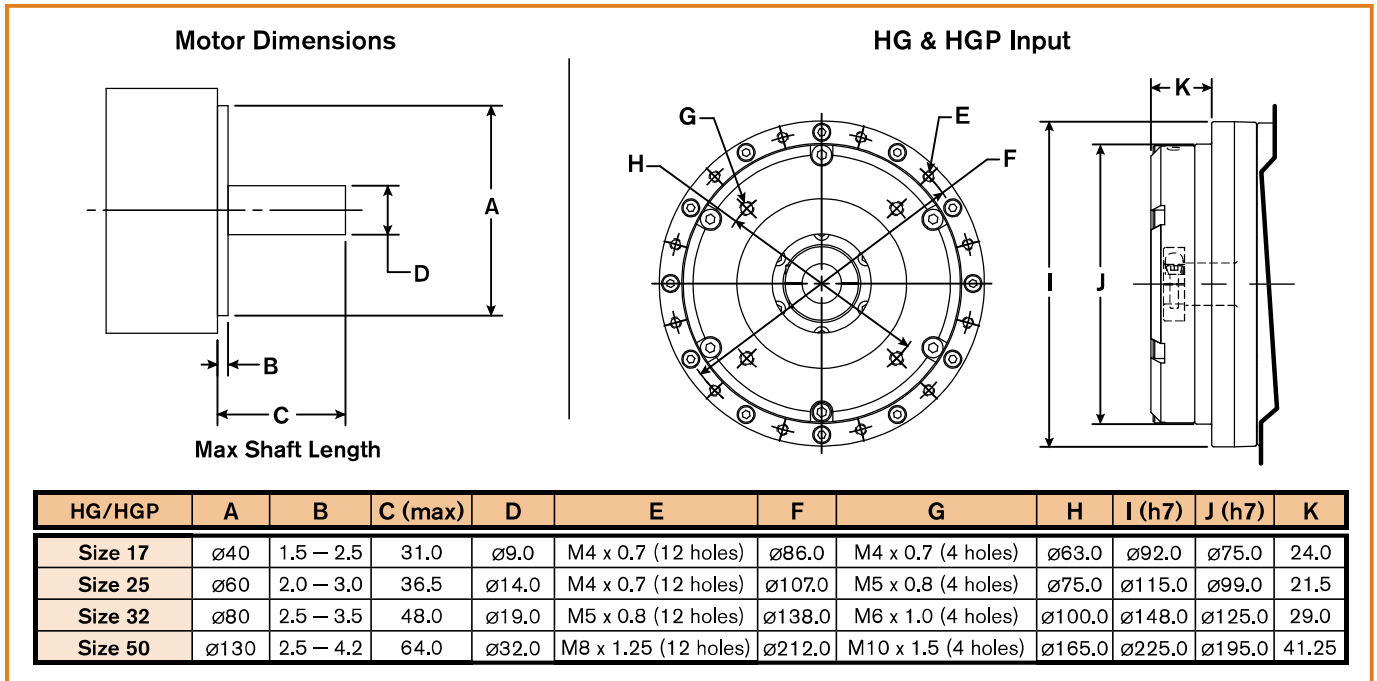 Motor Dimensions
HG & HGP Input
A
D
B
C
Max Shaft Length
G
H
E
F
K
I
J
HG/HGP A B C (max) D E F G H I (h7) J (h7) K
Size 17 ø40 1.5 – 2.5 31.0 ø9.0 M4 x 0.7 (12 holes) ø86.0 M4 x 0.7 (4 holes) ø63.0 ø92.0 ø75.0 24.0
Size 25 ø60 2.0 – 3.0 36.5 ø14.0 M4 x 0.7 (12 holes) ø107.0 M5 x 0.8 (4 holes) ø75.0 ø115.0 ø99.0 21.5
Size 32 ø80 2.5 – 3.5 48.0 ø19.0 M5 x 0.8 (12 holes) ø138.0 M6 x 1.0 (4 holes) ø100.0 ø148.0 ø125.0 29.0
Size 50 ø130 2.5 – 4.2 64.0 ø32.0 M8 x 1.25 (12 holes) ø212.0 M10 x 1.5 (4 holes) ø165.0 ø225.0 ø195.0 41.25